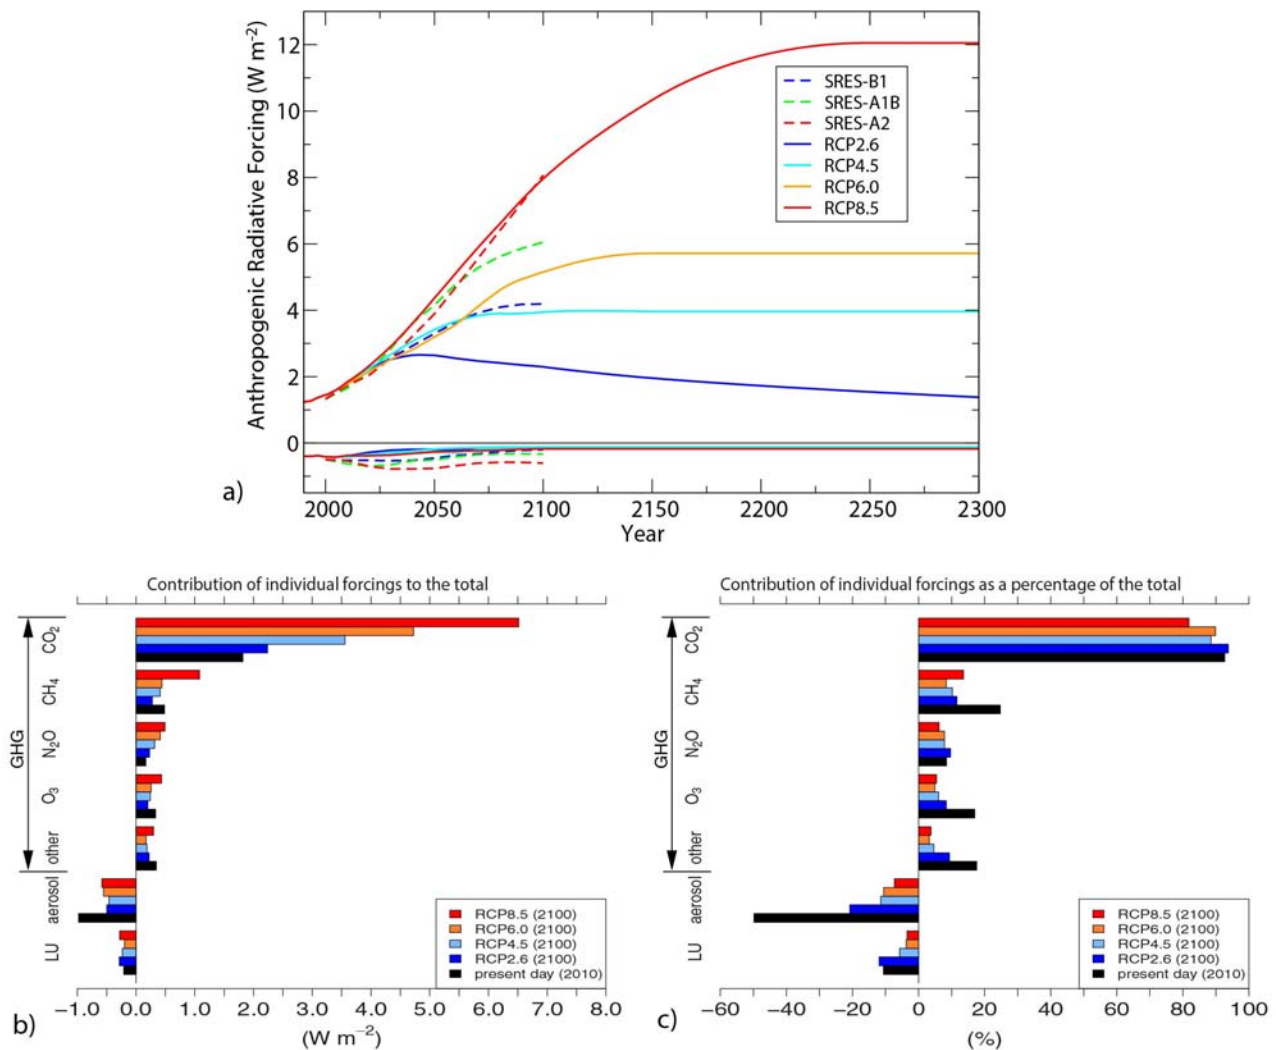 Anthropogenic Radiative Forcing (W m⁻²)
12
10
8
6
4
2
0
SRES-B1
SRES-A1B
SRES-A2
RCP2.6
RCP4.5
RCP6.0
RCP8.5
a)
2000 2050 2100 2150 2200 2250 2300
Year
Contribution of individual forcings to the total
GHG
CO₂
CH₄
N₂O
O₃
other
aerosol
LU
RCP8.5 (2100)
RCP6.0 (2100)
RCP4.5 (2100)
RCP2.6 (2100)
present day (2010)
−1.0 0.0 1.0 2.0 3.0 4.0 5.0 6.0 7.0 8.0
b)
(W m⁻²)
Contribution of individual forcings as a percentage of the total
GHG
CO₂
CH₄
N₂O
O₃
other
aerosol
LU
RCP8.5 (2100)
RCP6.0 (2100)
RCP4.5 (2100)
RCP2.6 (2100)
present day (2010)
−60 −40 −20 0 20 40 60 80 100
c)
(%)